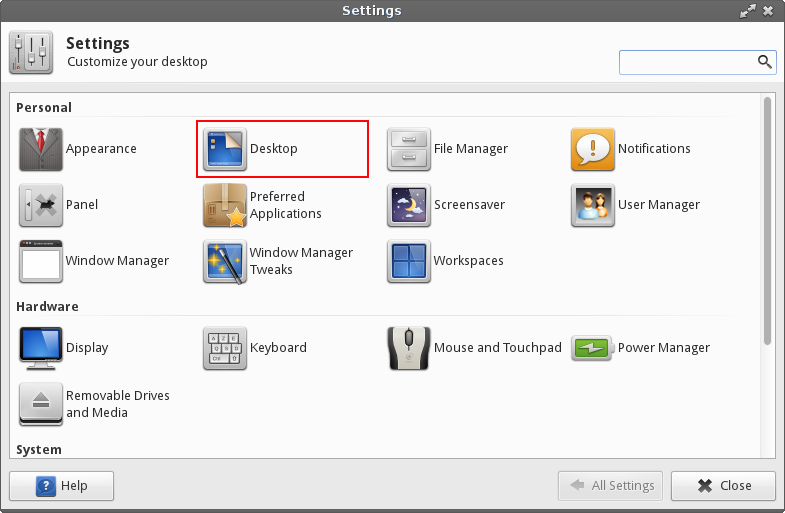 Settings
Settings
Customize your desktop
Personal
Appearance
Desktop
File Manager
Notifications
Panel
Preferred
Applications
Screensaver
User Manager
Window Manager
Window Manager
Tweaks
Workspaces
Hardware
Display
Keyboard
Mouse and Touchpad
Power Manager
Removable Drives
and Media
System
Help
All Settings
Close